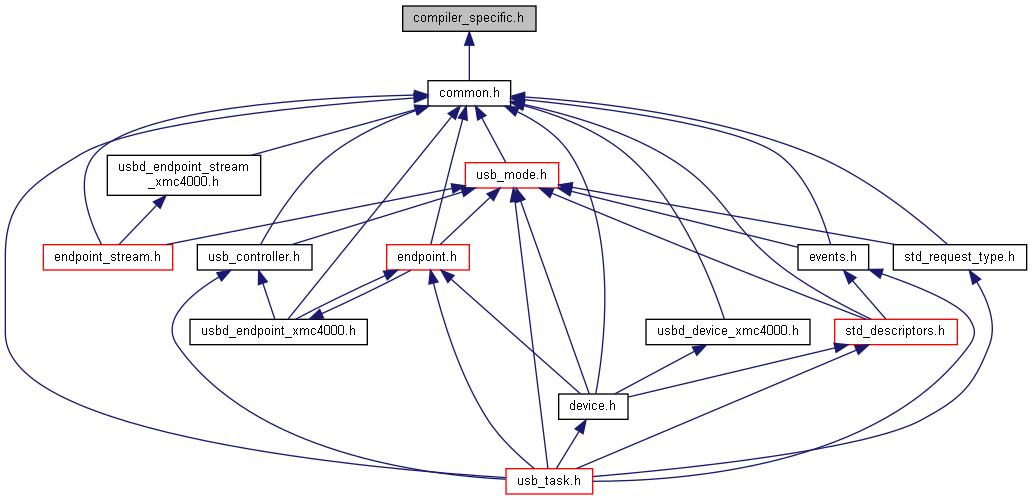 compiler_specific.h
common.h
usbd_endpoint_stream
_xmc4000.h
usb_mode.h
endpoint_stream.h
usb_controller.h
endpoint.h
events.h
std_request_type.h
usbd_endpoint_xmc4000.h
usbd_device_xmc4000.h
std_descriptors.h
device.h
usb_task.h